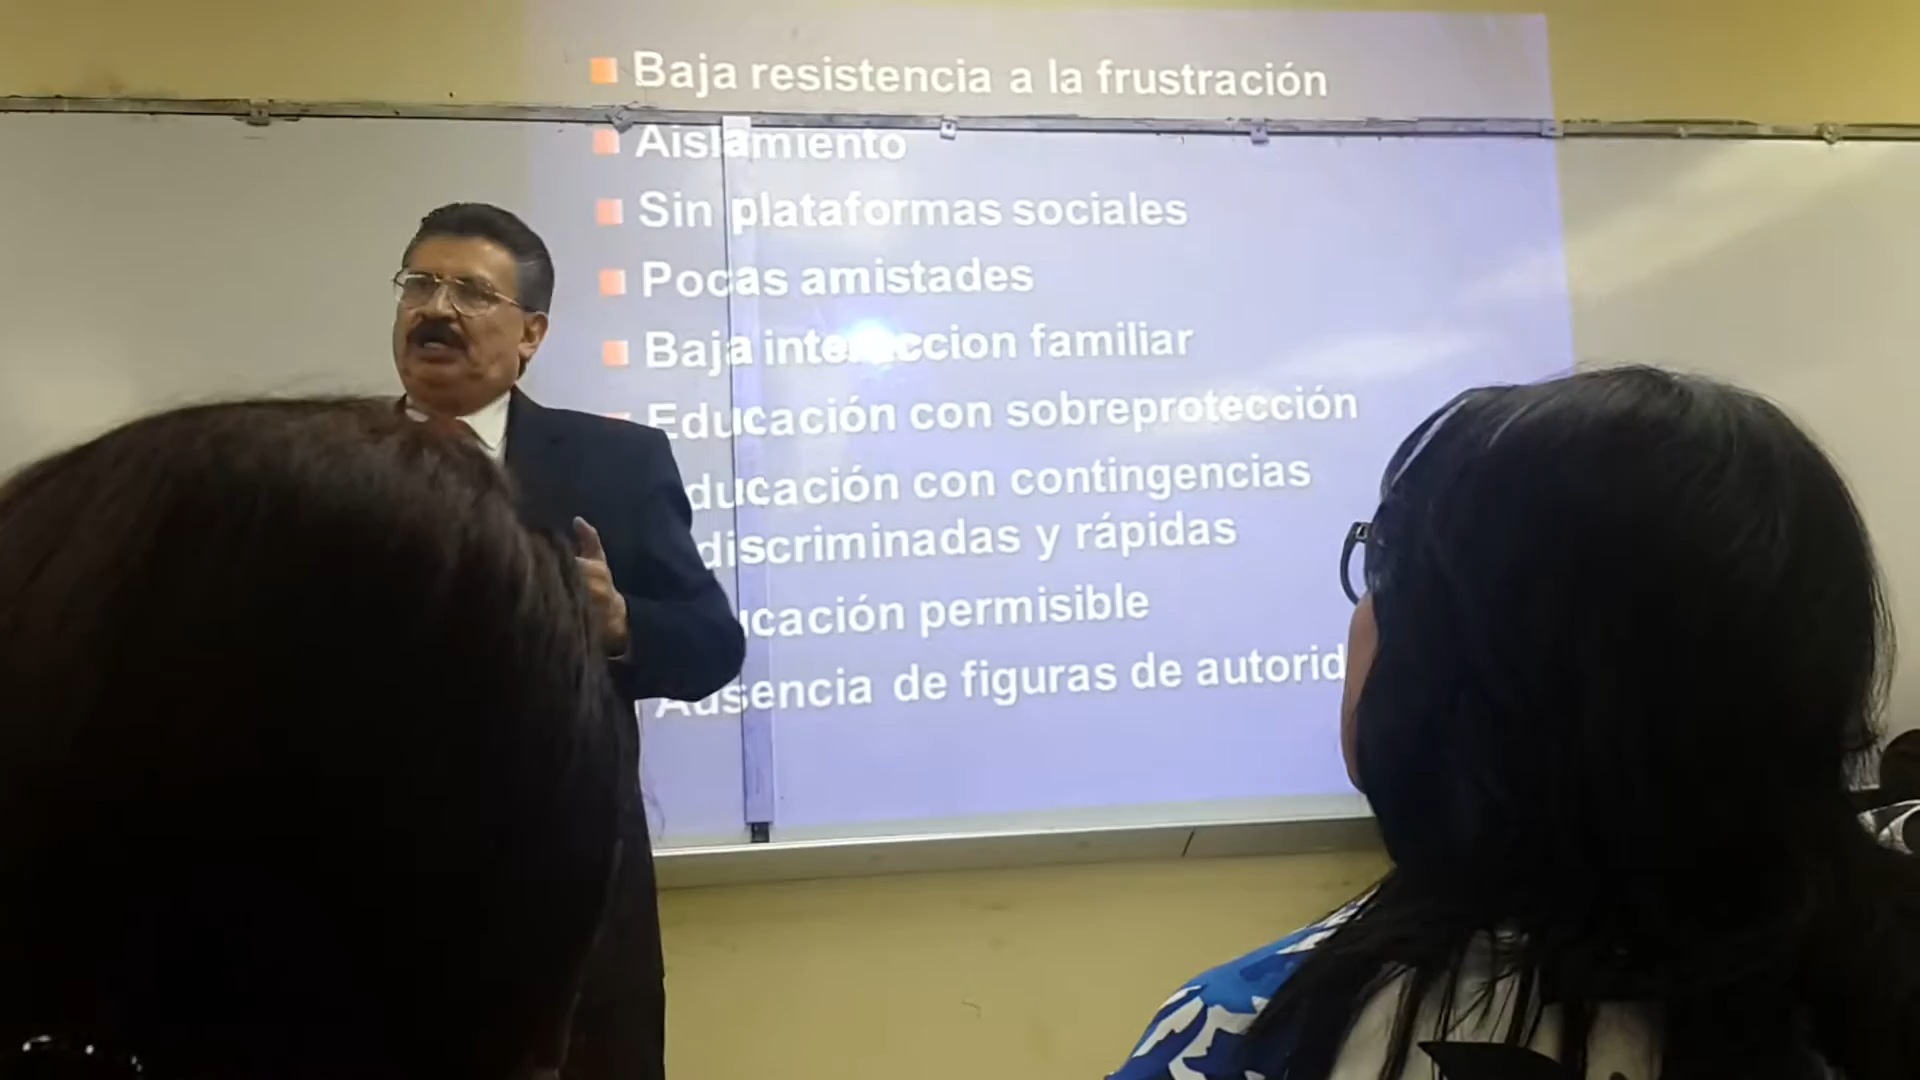 Baja resistencia a la frustración
Aislamiento
Sin plataformas sociales
Pocas amistades
Baja interaccion familiar
Educación con sobreprotección
ducación con contingencias
discriminadas y rápidas
cación permisible
Ausencia de figuras de autorid